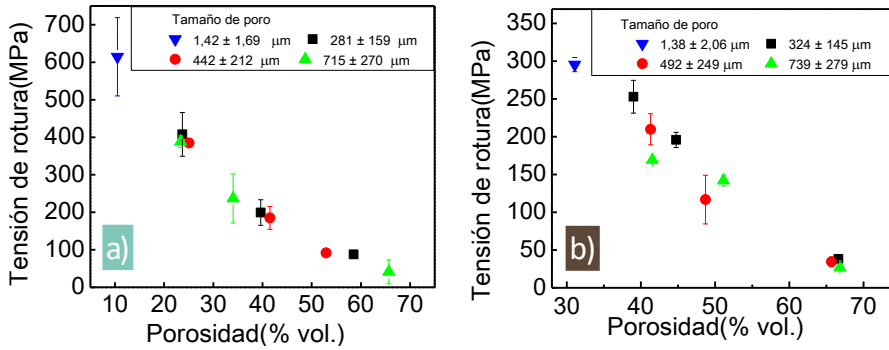 Tamaño de poro
1,42 ± 1,69 μm
281 ± 159 μm
442 ± 212 μm
715 ± 270 μm
Tensión de rotura(MPa)
700
600
500
400
300
200
100
0
a)
10 20 30 40 50 60 70
Porosidad(% vol.)
Tamaño de poro
1,38 ± 2,06 μm
324 ± 145 μm
492 ± 249 μm
739 ± 279 μm
Tensión de rotura(MPa)
350
300
250
200
150
100
50
0
b)
30 40 50 60 70
Porosidad(% vol.)